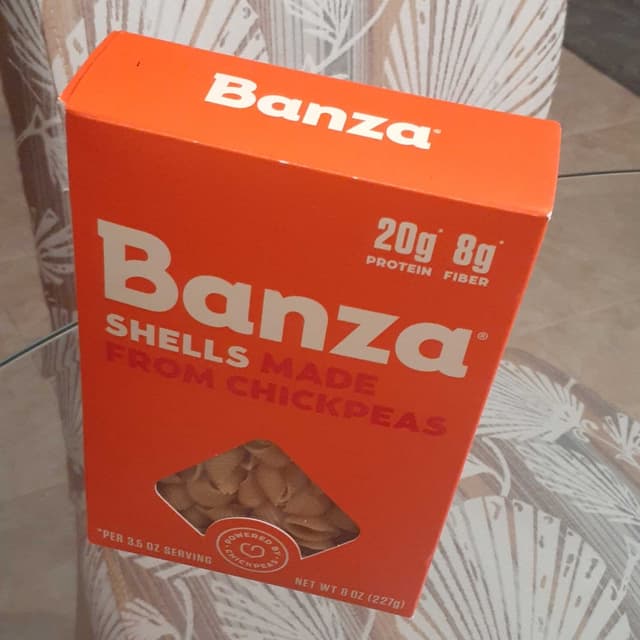 Banza
20g* 8g*
PROTEIN FIBER
Banza®
SHELLS MADE
FROM CHICKPEAS
POWERED BY
CHICKPEAS
*PER 3.5 OZ SERVING
NET WT 8 OZ (227g)